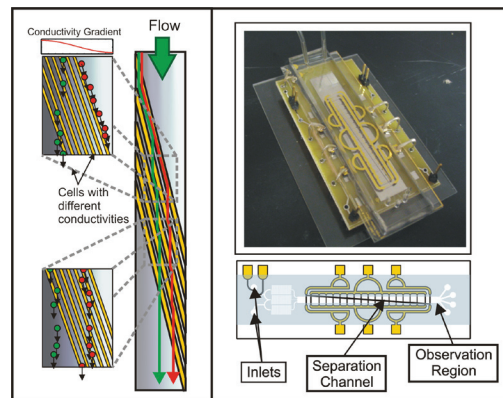 Conductivity Gradient
Flow
Cells with
different
conductivities
Inlets
Separation
Channel
Observation
Region